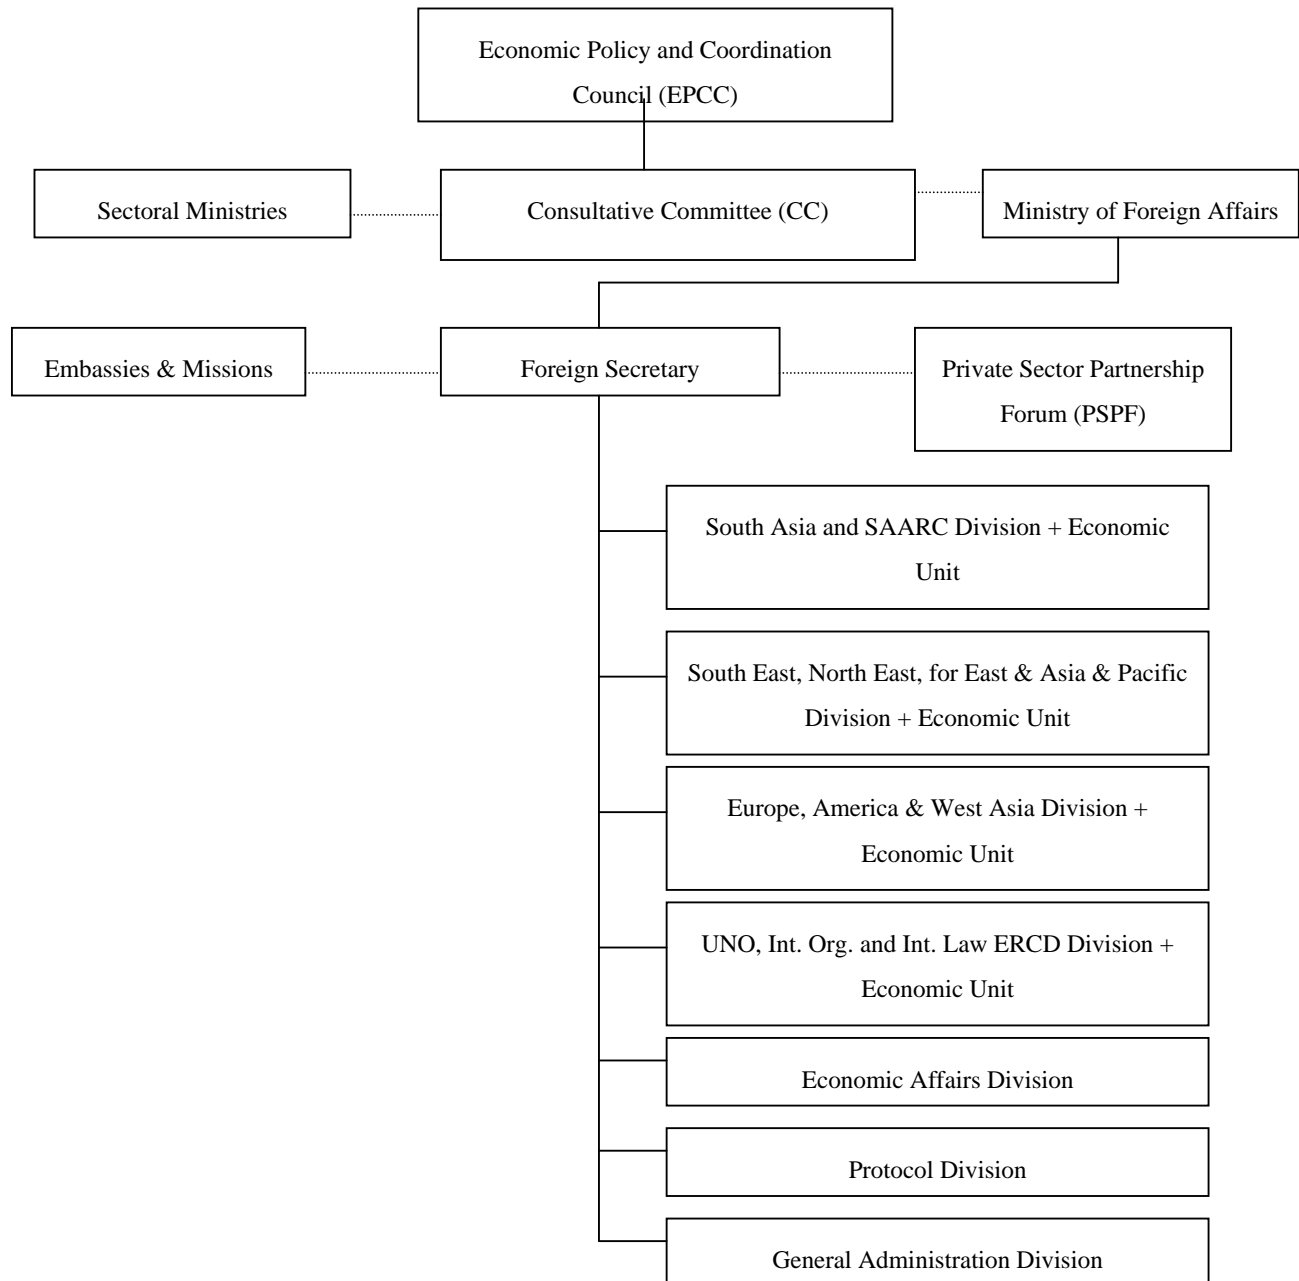 Economic Policy and Coordination
Council (EPCC)
Sectoral Ministries
Consultative Committee (CC)
Ministry of Foreign Affairs
Embassies & Missions
Foreign Secretary
Private Sector Partnership
Forum (PSPF)
South Asia and SAARC Division + Economic
Unit
South East, North East, for East & Asia & Pacific
Division + Economic Unit
Europe, America & West Asia Division +
Economic Unit
UNO, Int. Org. and Int. Law ERCD Division +
Economic Unit
Economic Affairs Division
Protocol Division
General Administration Division